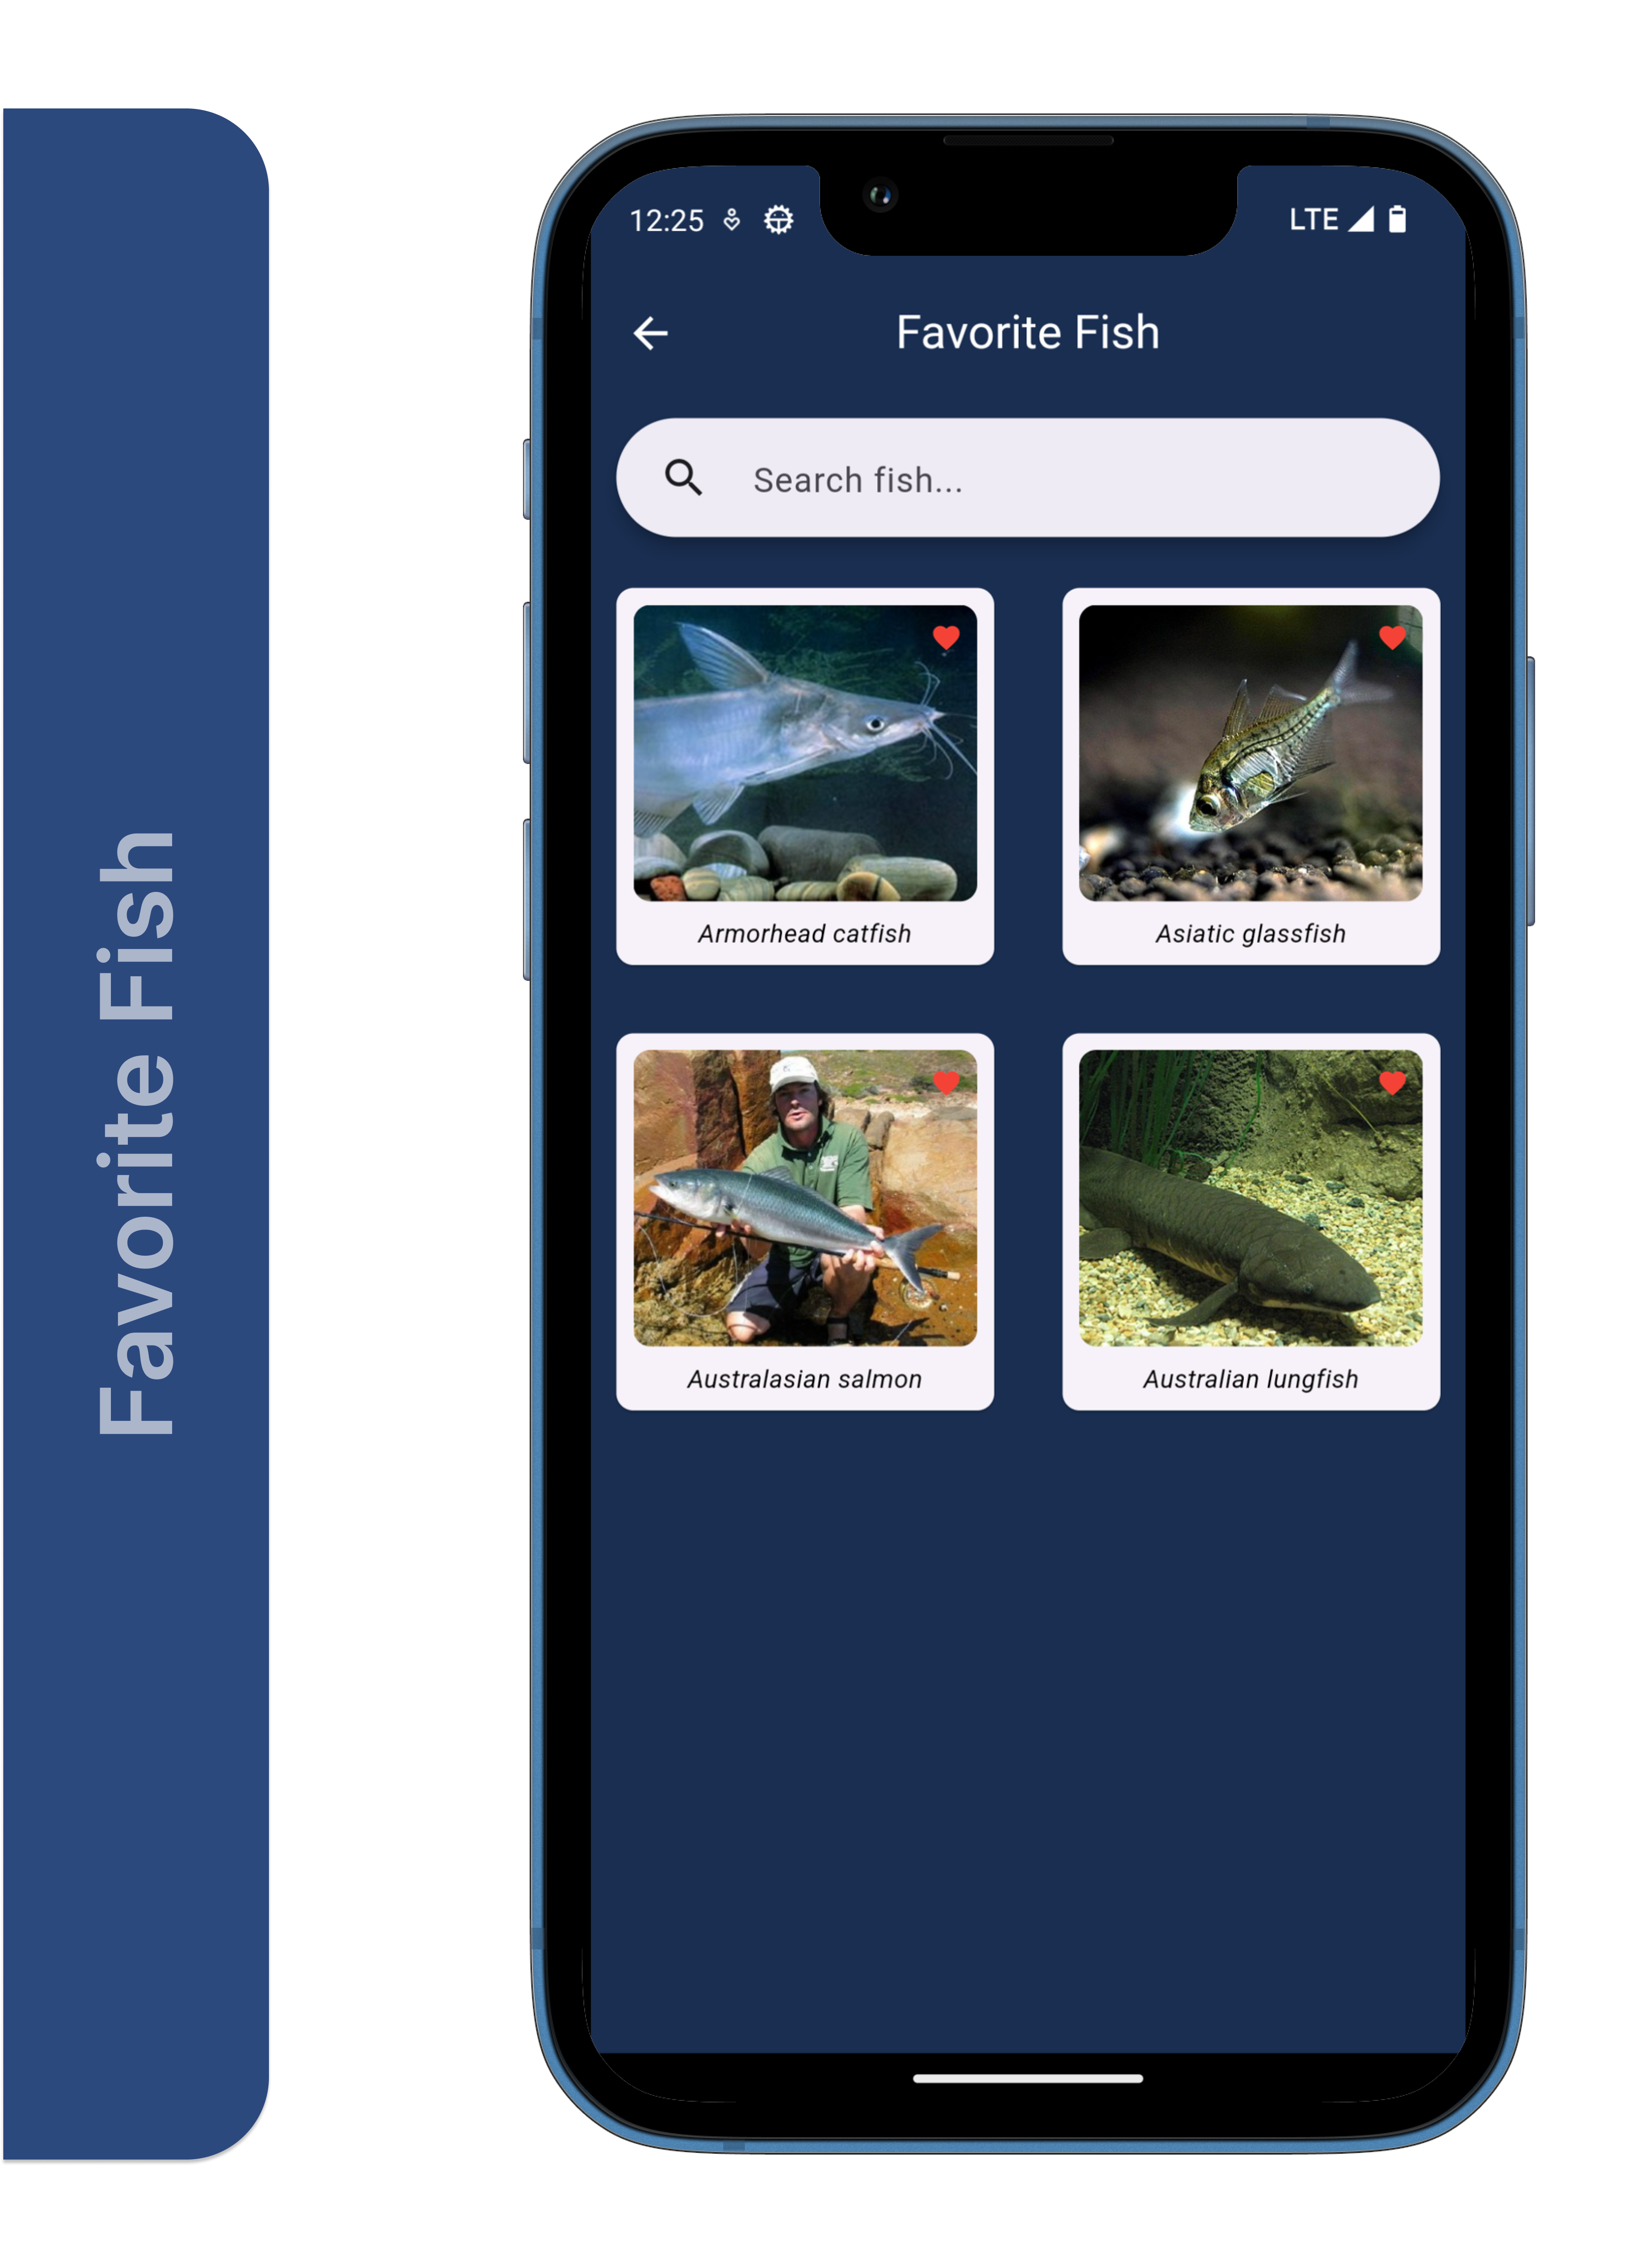 Favorite Fish
12:25
LTE
Favorite Fish
Search fish...
Armorhead catfish
Asiatic glassfish
Australasian salmon
Australian lungfish